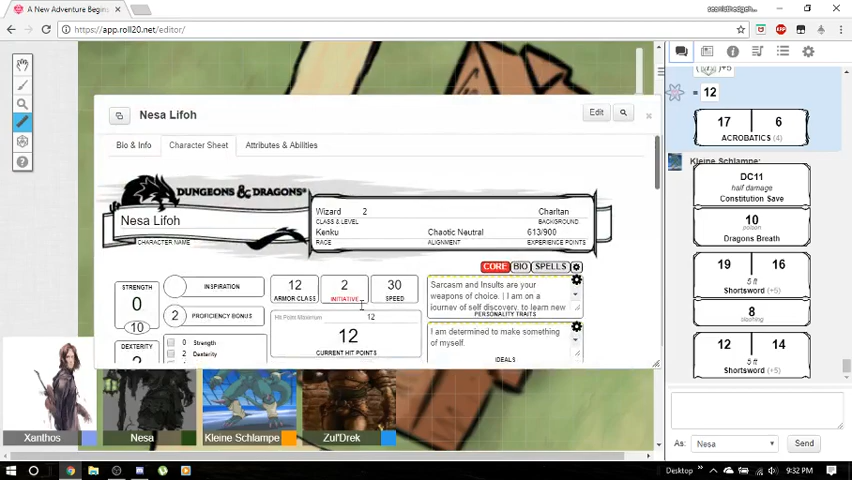 A New Adventure Begin
https://app.roll20.net/editor/
Nesa Lifoh
Edit
Bio & Info
Character Sheet
Attributes & Abilities
DUNGEONS & DRAGONS®
Nesa Lifoh
CHARACTER NAME
Wizard 2 Charltan
CLASS & LEVEL BACKGROUND
Kenku Chaotic Neutral 613/900
RACE ALIGNMENT EXPERIENCE POINTS
CORE BIO SPELLS
STRENGTH
0
10
DEXTERITY
INSPIRATION
2 PROFICIENCY BONUS
0 Strength
2 Dexterity
12 2 30
ARMOR CLASS INITIATIVE SPEED
Hit Point Maximum 12
12
CURRENT HIT POINTS
Sarcasm and Insults are your
weapons of choice. | I am on a
journey of self discovery, to learn new
PERSONALITY TRAITS
I am determined to make something
of myself.
IDEALS
Xanthos
Nesa
Kleine Schlampe
Zul'Drek
= 12
17 6
ACROBATICS (4)
Kleine Schlampe:
DC11
half damage
Constitution Save
10
poison
Dragons Breath
19 16
5 ft
Shortsword (+5)
8
slashing
12 14
5 ft
Shortsword (+5)
As: Nesa Send
Desktop
9:32 PM